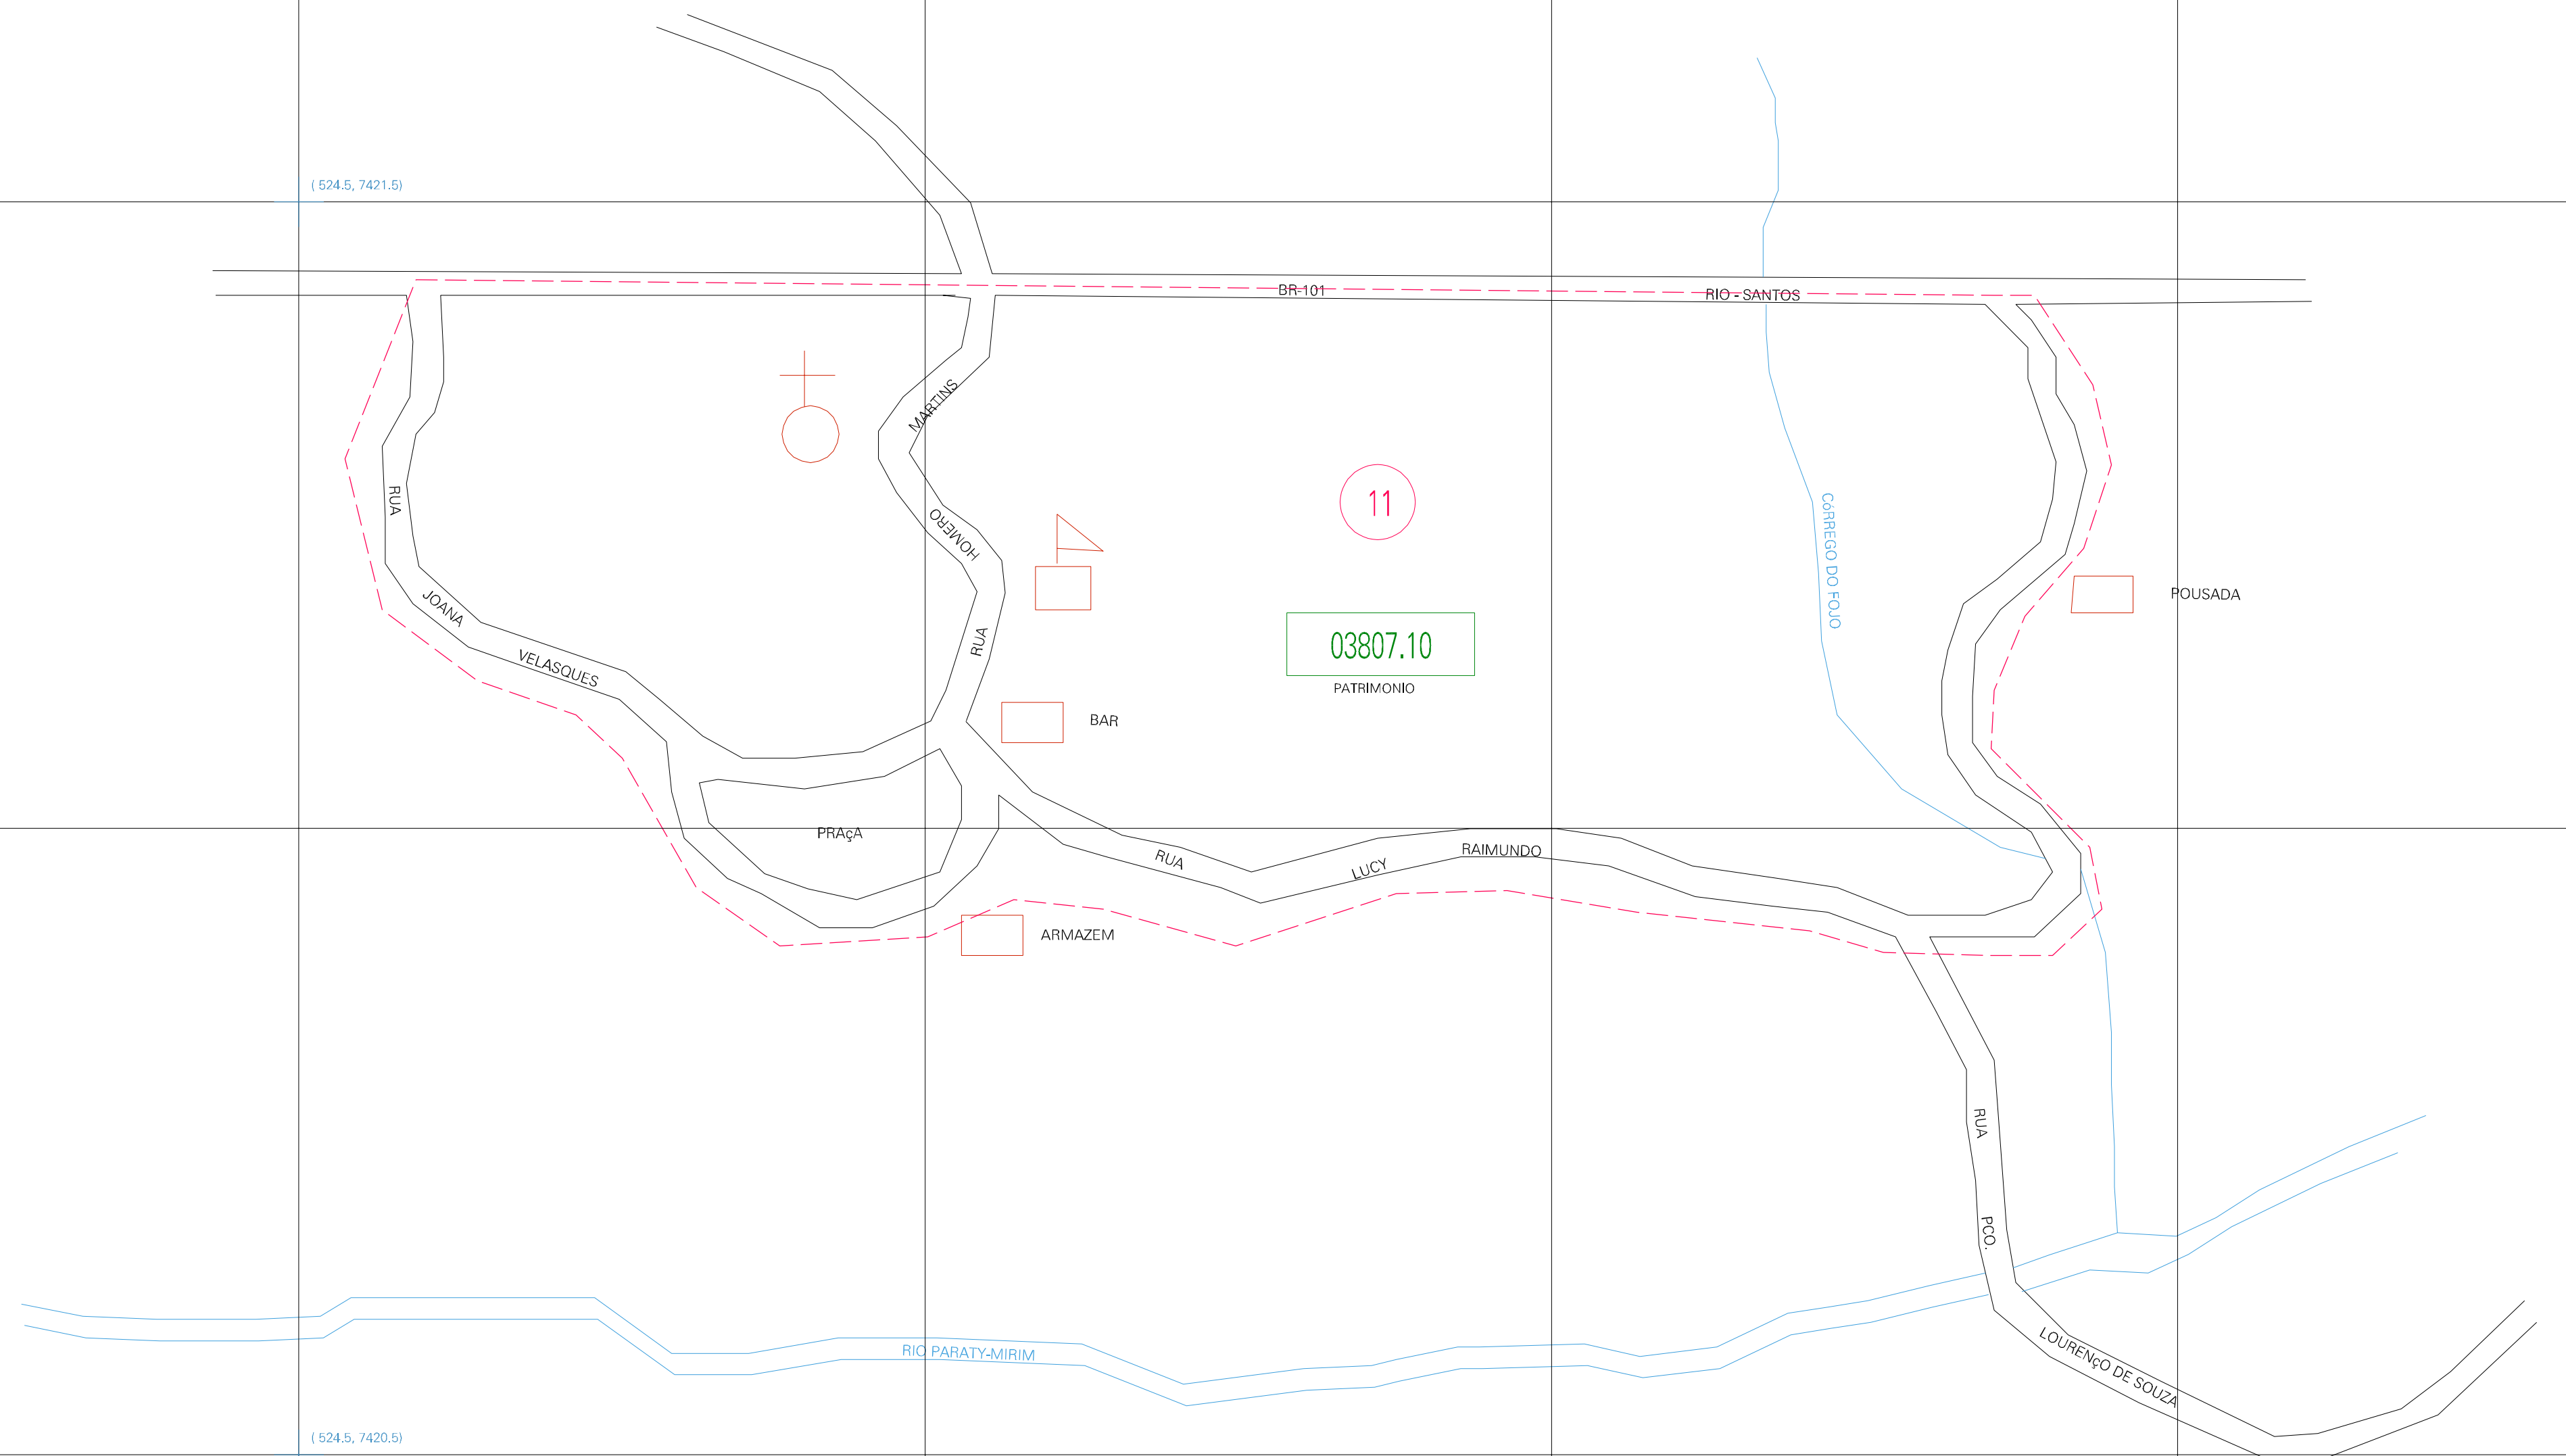 ( 524.5, 7421.5)
BR-101
RIO - SANTOS
MARTINS
HOMERO
RUA
RUA
JOANA
VELASQUES
11
CóRREGO DO FOJO
POUSADA
03807.10
PATRIMONIO
BAR
PRAçA
RUA
LUCY
RAIMUNDO
ARMAZEM
RUA
PCO.
LOURENçO DE SOUZA
RIO PARATY-MIRIM
( 524.5, 7420.5)